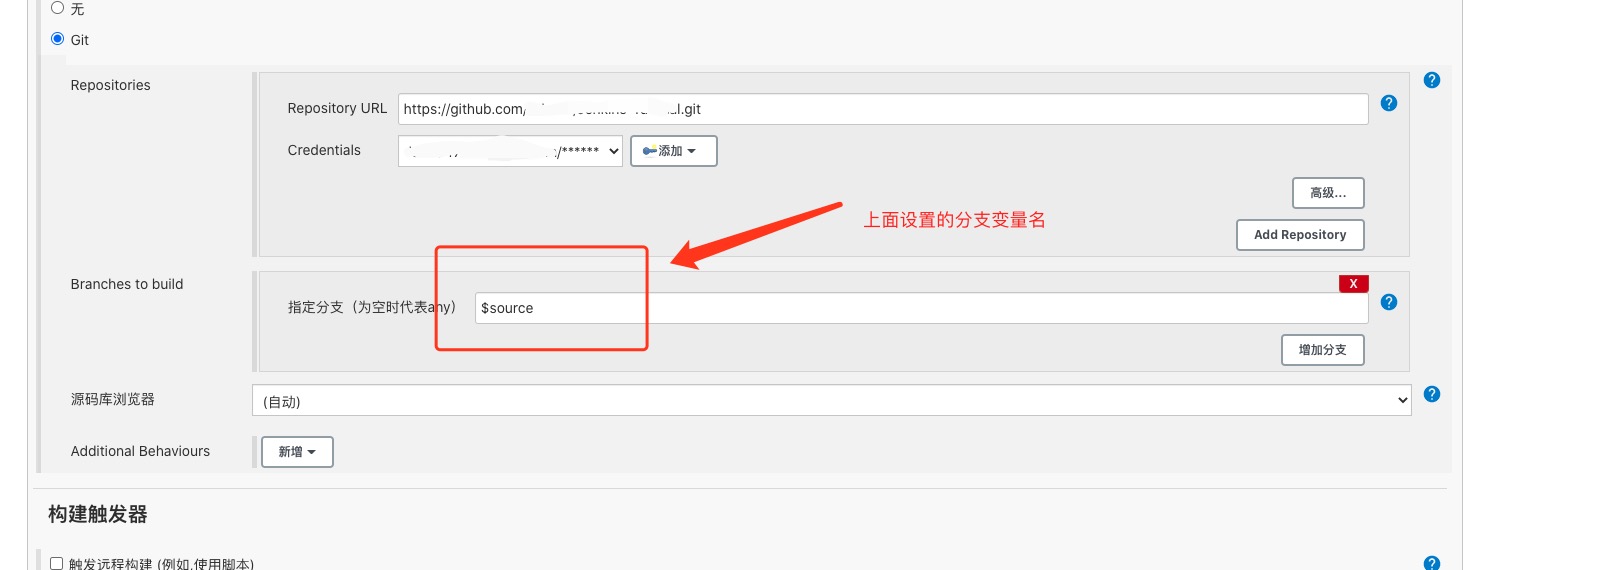 无
Git
Repositories
Repository URL
https://github.com/
l.git
Credentials
/******
添加
高级...
上面设置的分支变量名
Add Repository
Branches to build
X
指定分支（为空时代表any）
$source
增加分支
源码库浏览器
(自动)
Additional Behaviours
新增
构建触发器
触发远程构建 (例如,使用脚本)